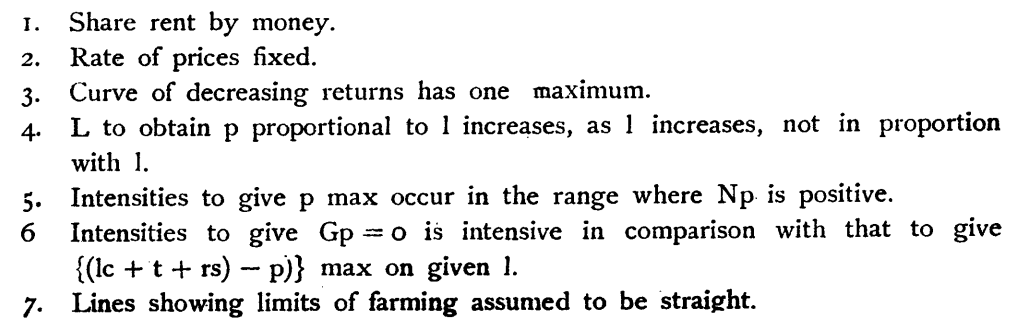 1. Share rent by money.
2. Rate of prices fixed.
3. Curve of decreasing returns has one maximum.
4. L to obtain p proportional to l increases, as l increases, not in proportion
with l.
5. Intensities to give p max occur in the range where Np is positive.
6 Intensities to give Gp = o is intensive in comparison with that to give
{(lc + t + rs) — p)} max on given l.
7. Lines showing limits of farming assumed to be straight.